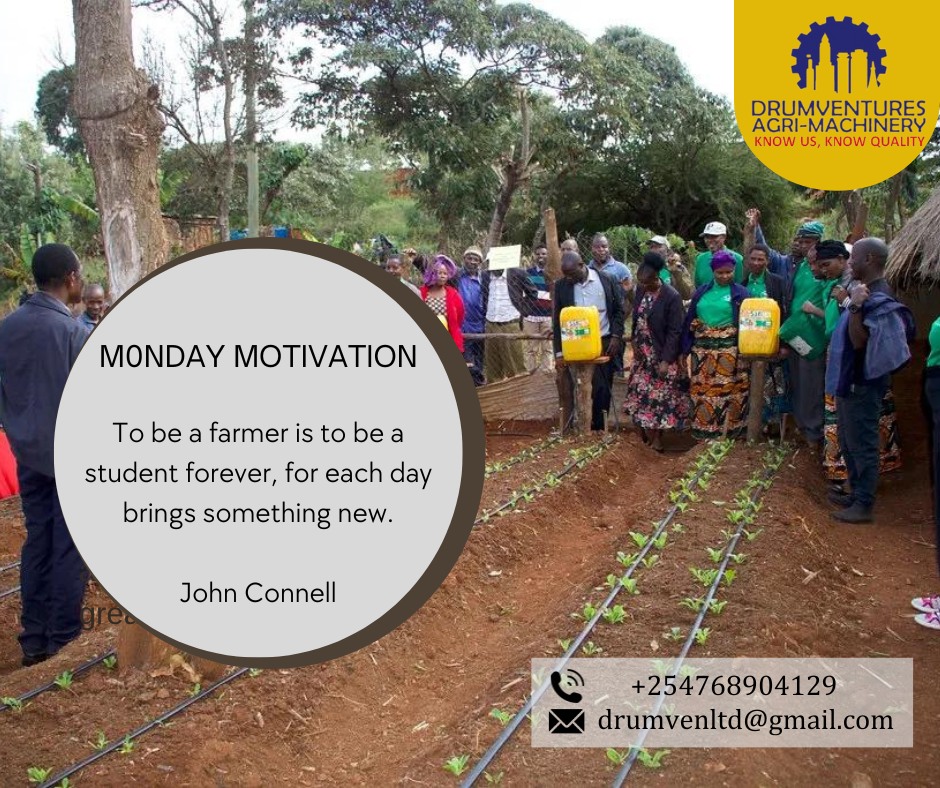 DRUMVENTURES
AGRI-MACHINERY
KNOW US, KNOW QUALITY
M0NDAY MOTIVATION
To be a farmer is to be a
student forever, for each day
brings something new.
John Connell
+254768904129
drumvenltd@gmail.com